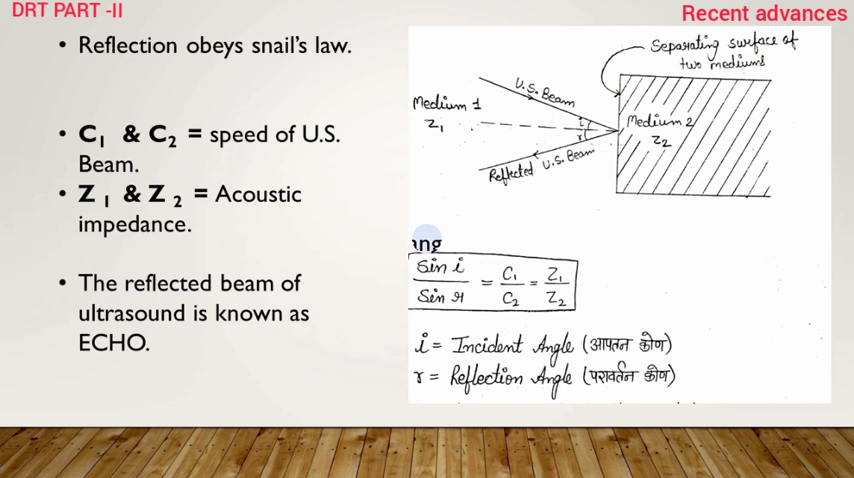 DRT PART -II
Recent advances
• Reflection obeys snail's law.
• C₁ & C₂ = speed of U.S.
Beam.
• Z ₁ & Z ₂ = Acoustic
impedance.
• The reflected beam of
ultrasound is known as
ECHO.
Separating surface of
two mediums
U.S. Beam
Medium 1
Z₁
i
r
Medium 2
Z₂
Reflected U.S. Beam
ang
Sin i / Sin r = C₁ / C₂ = Z₁ / Z₂
i = Incident Angle (आपतन कोण)
r = Reflection Angle (परावर्तन कोण)